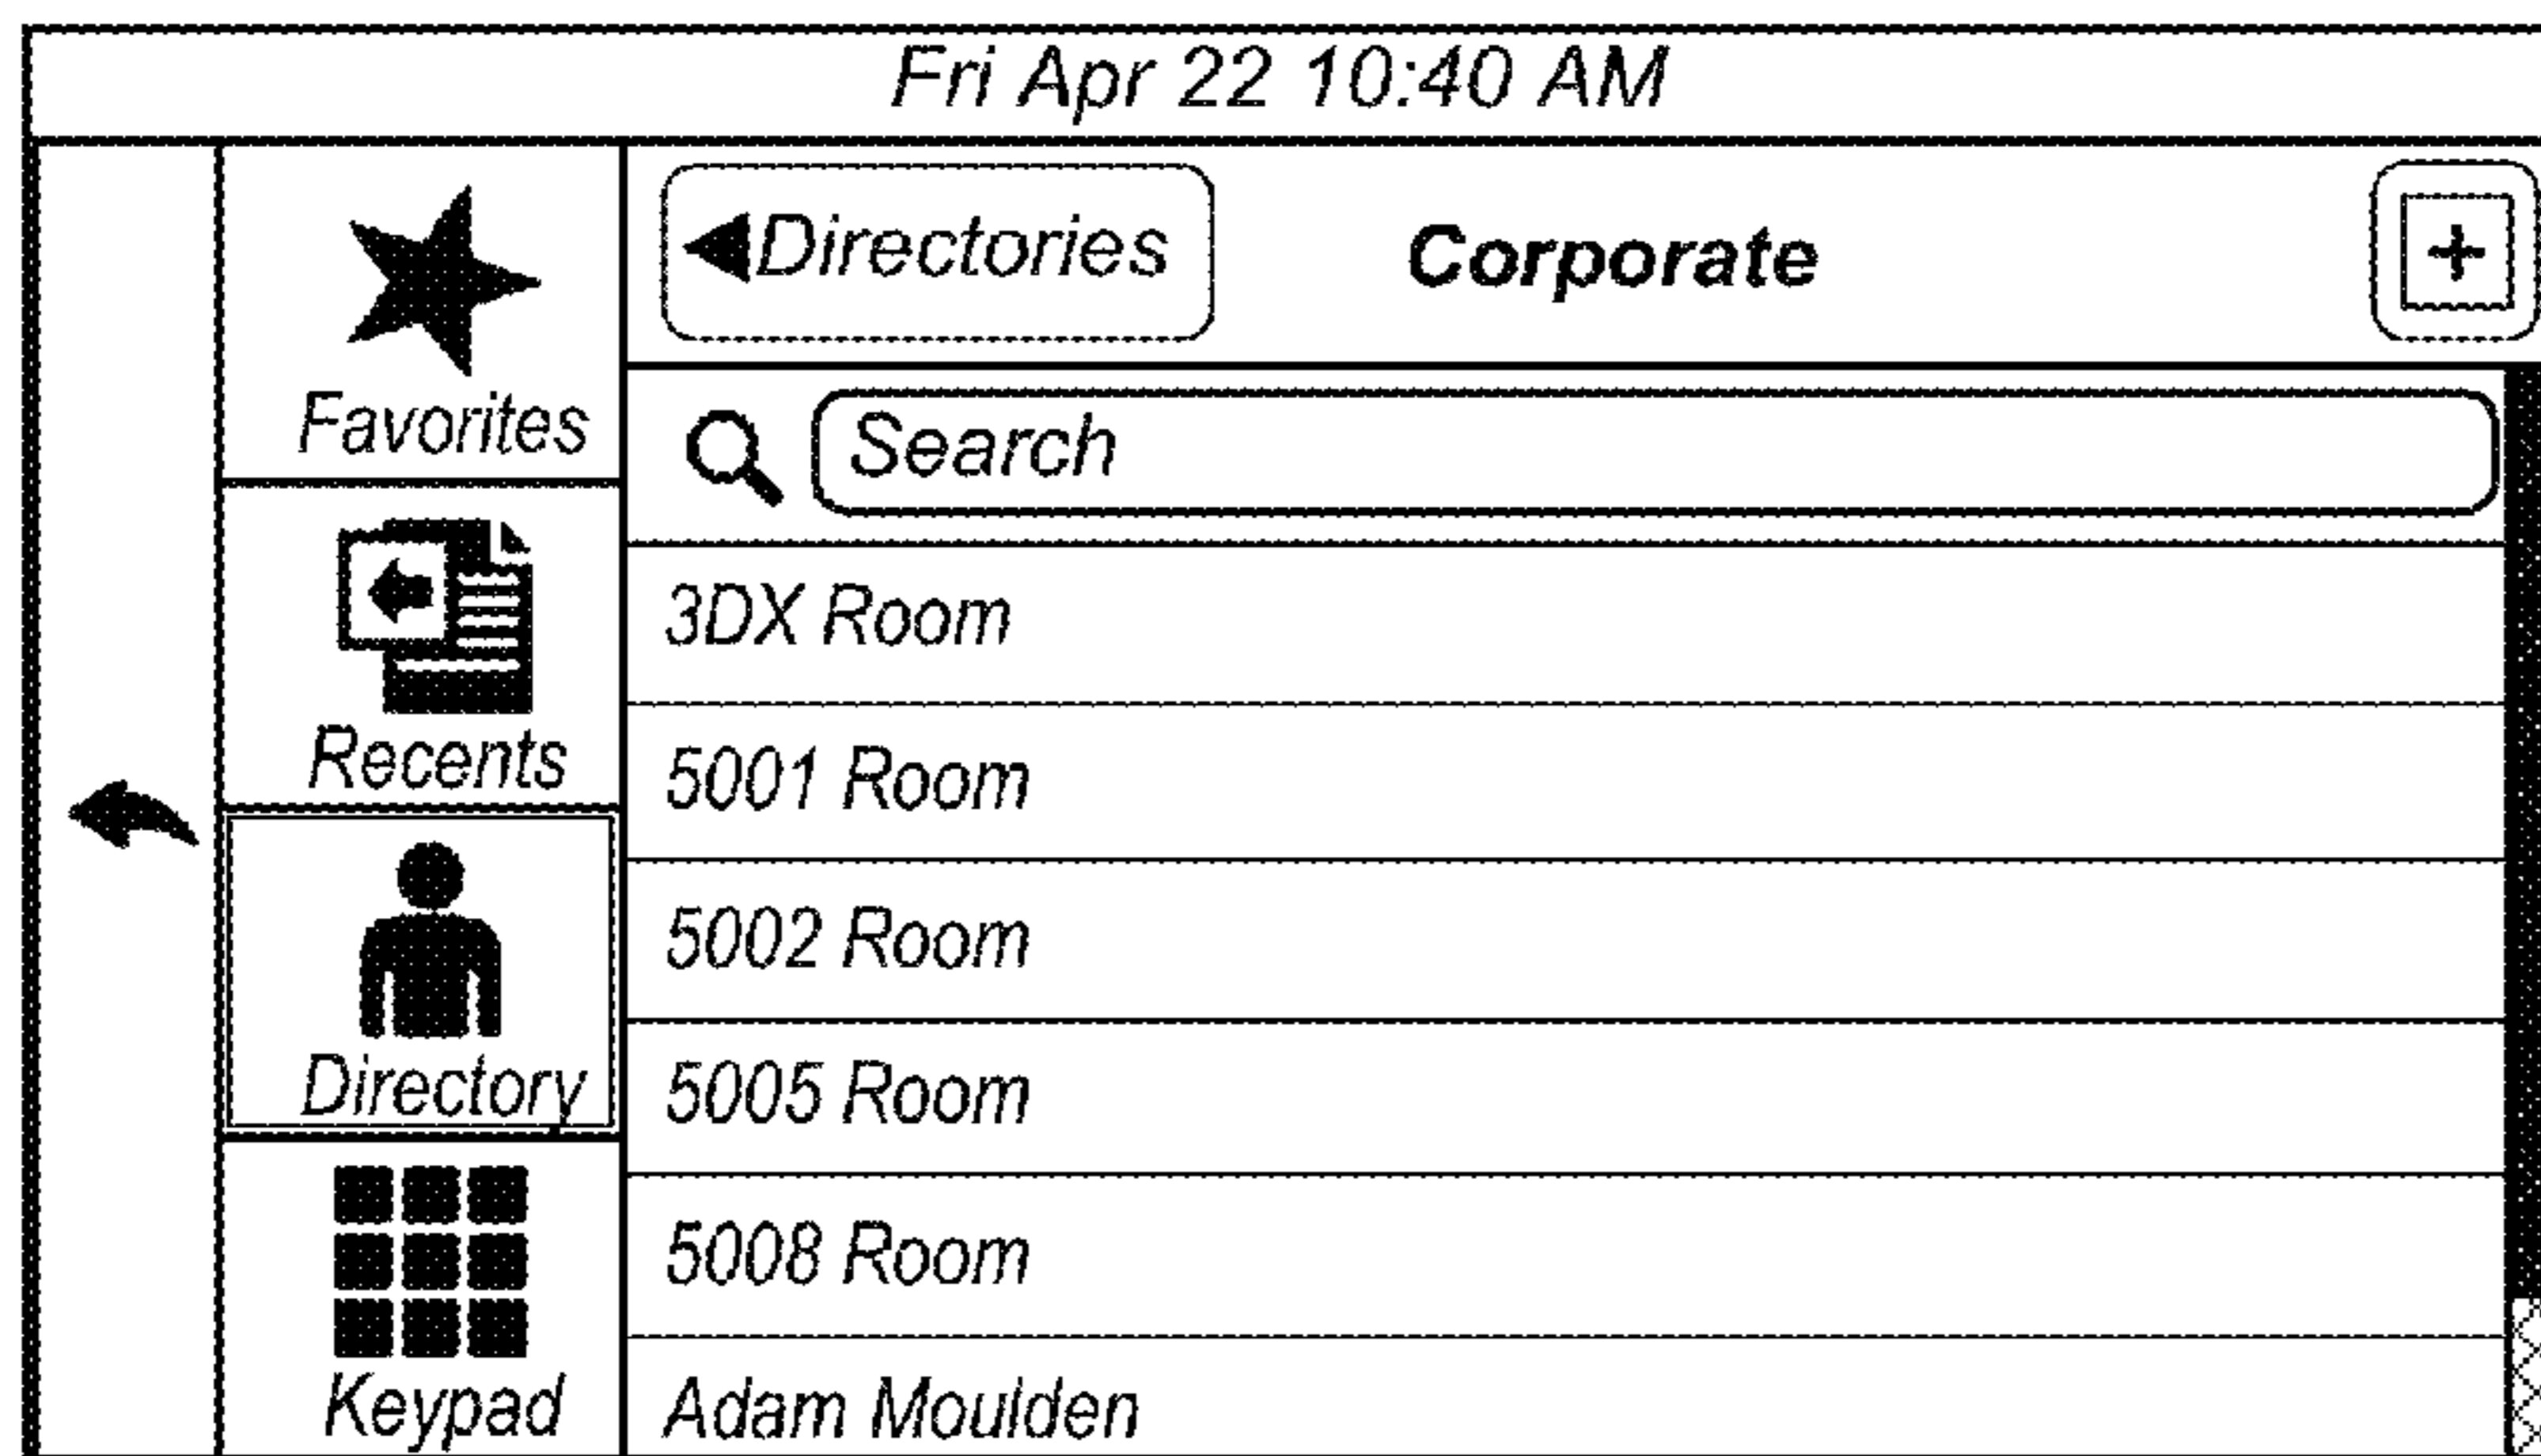 Fri Apr 22 10:40 AM
Favorites
Recents
Directory
Keypad
Directories
Corporate
+
Search
3DX Room
5001 Room
5002 Room
5005 Room
5008 Room
Adam Moulden